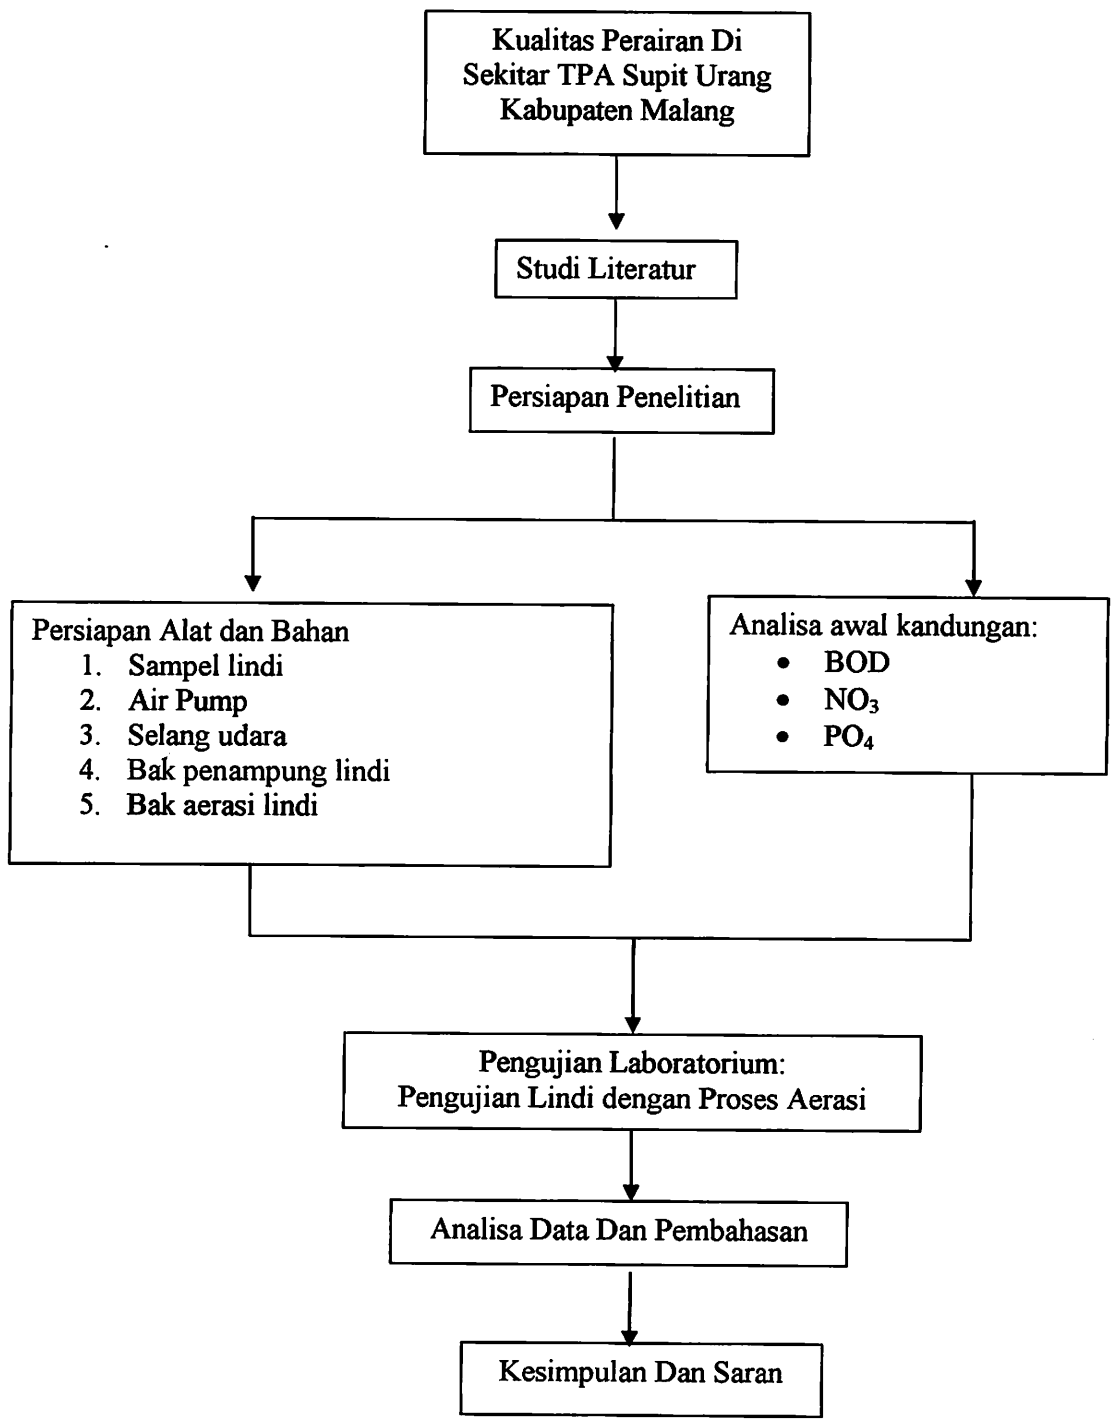 Kualitas Perairan Di
Sekitar TPA Supit Urang
Kabupaten Malang
Studi Literatur
Persiapan Penelitian
Persiapan Alat dan Bahan
1. Sampel lindi
2. Air Pump
3. Selang udara
4. Bak penampung lindi
5. Bak aerasi lindi
Analisa awal kandungan:
• BOD
• NO₃
• PO₄
Pengujian Laboratorium:
Pengujian Lindi dengan Proses Aerasi
Analisa Data Dan Pembahasan
Kesimpulan Dan Saran